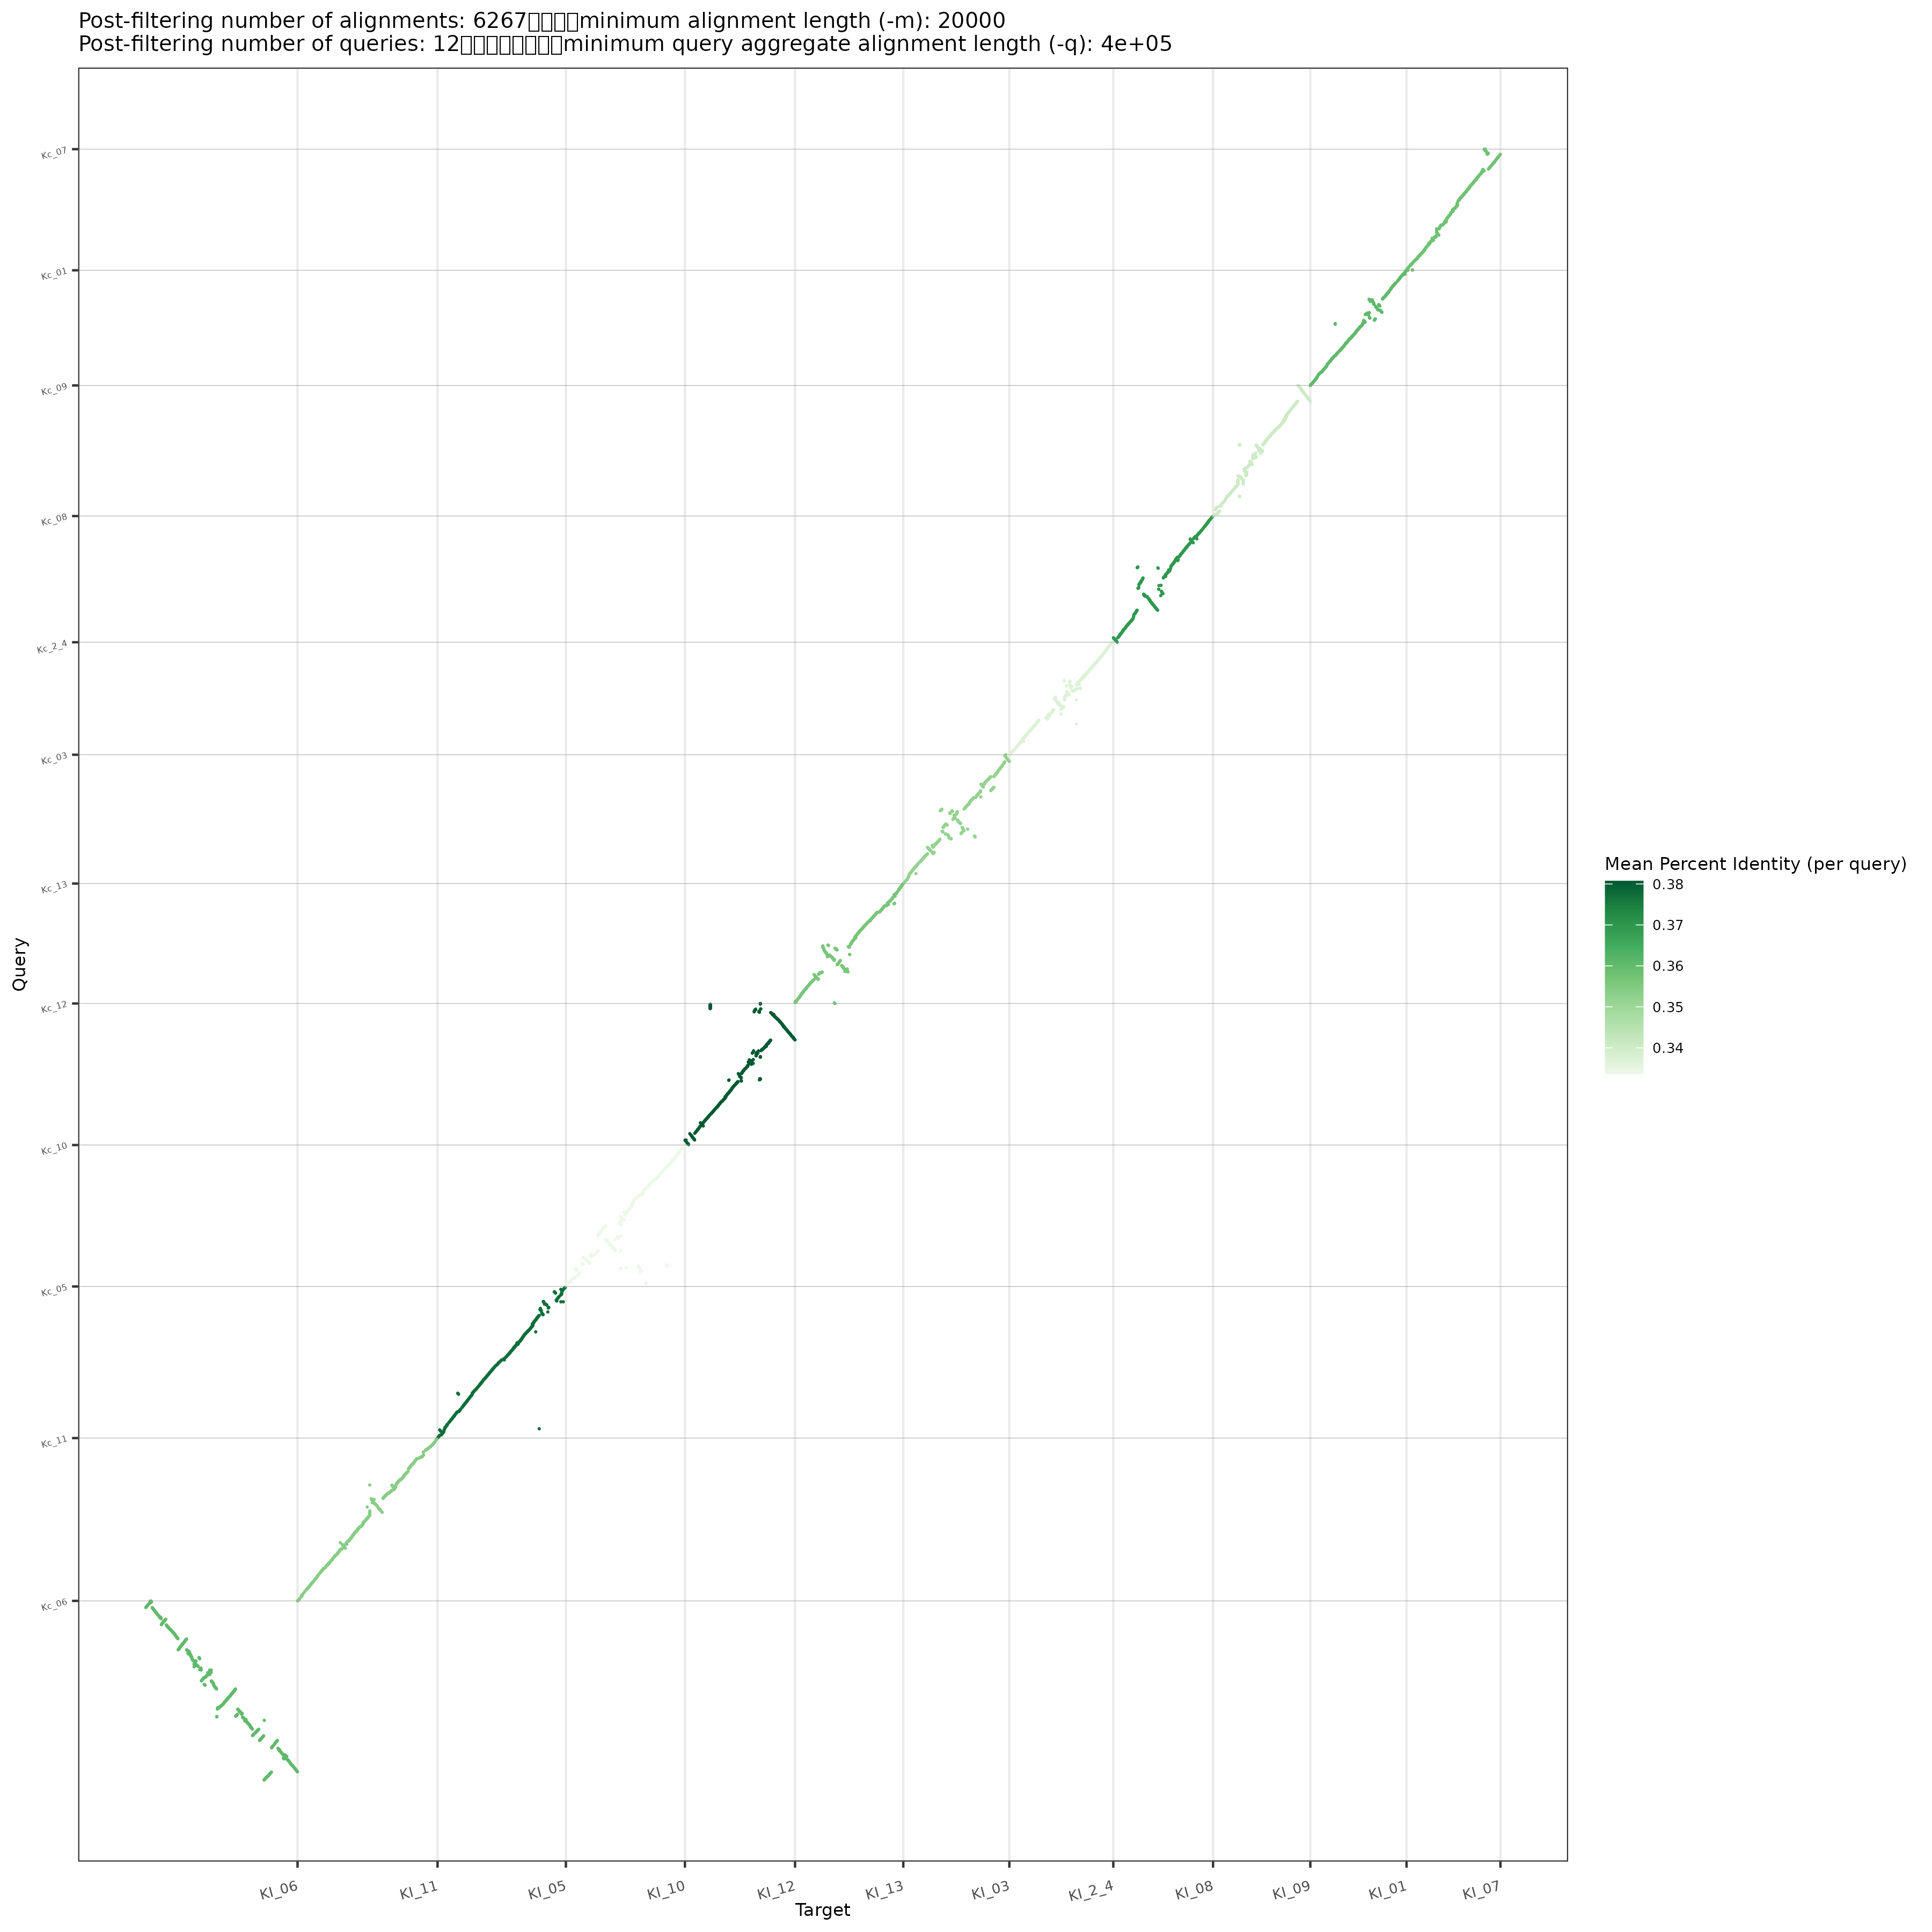 Post-filtering number of alignments: 6267▯▯▯▯minimum alignment length (-m): 20000
Post-filtering number of queries: 12▯▯▯▯▯▯▯▯minimum query aggregate alignment length (-q): 4e+05
Kc_07
Kc_01
Kc_09
Kc_08
Kc_2_4
Kc_03
Kc_13
Kc_12
Kc_10
Kc_05
Kc_11
Kc_06
Query
Kl_06
Kl_11
Kl_05
Kl_10
Kl_12
Kl_13
Kl_03
Kl_2_4
Kl_08
Kl_09
Kl_01
Kl_07
Target
Mean Percent Identity (per query)
0.38
0.37
0.36
0.35
0.34